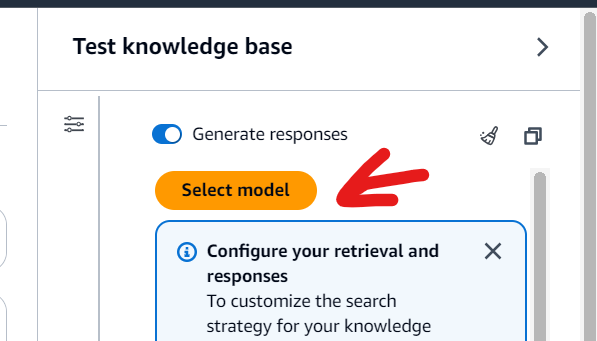 Test knowledge base
Generate responses
Select model
Configure your retrieval and
responses
To customize the search
strategy for your knowledge